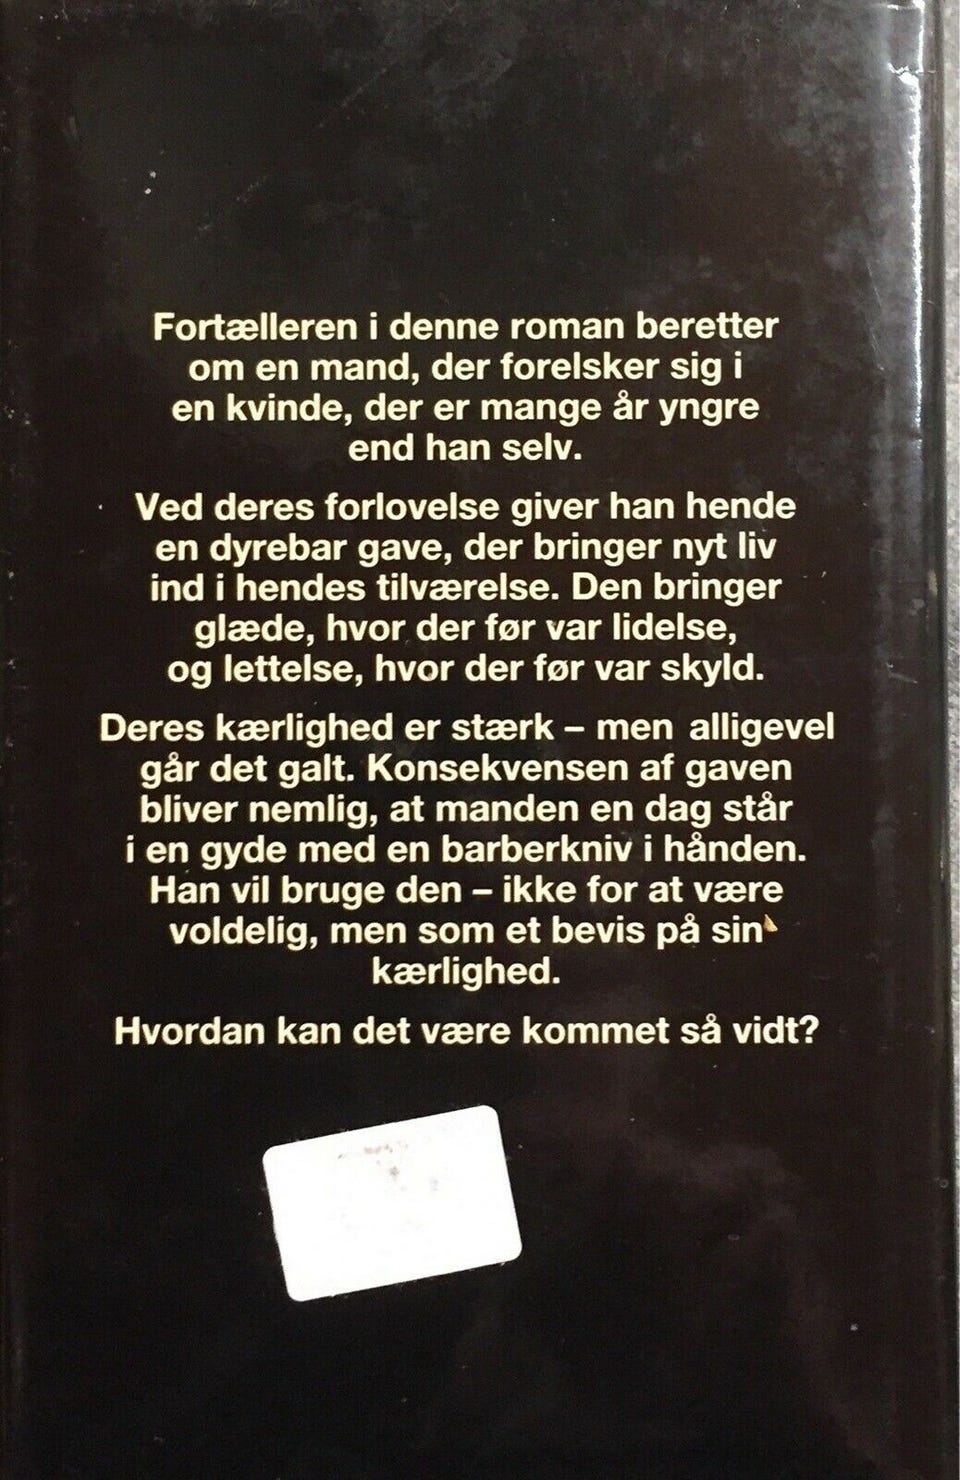 Fortælleren i denne roman beretter
om en mand, der forelsker sig i
en kvinde, der er mange år yngre
end han selv.
Ved deres forlovelse giver han hende
en dyrebar gave, der bringer nyt liv
ind i hendes tilværelse. Den bringer
glæde, hvor der før var lidelse,
og lettelse, hvor der før var skyld.
Deres kærlighed er stærk – men alligevel
går det galt. Konsekvensen af gaven
bliver nemlig, at manden en dag står
i en gyde med en barberkniv i hånden.
Han vil bruge den – ikke for at være
voldelig, men som et bevis på sin
kærlighed.
Hvordan kan det være kommet så vidt?